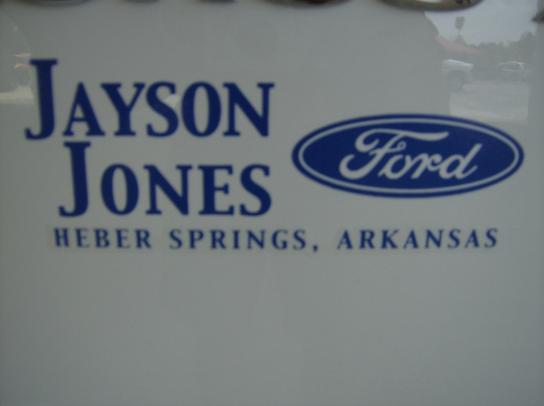 JAYSON
JONES
Ford
HEBER SPRINGS, ARKANSAS